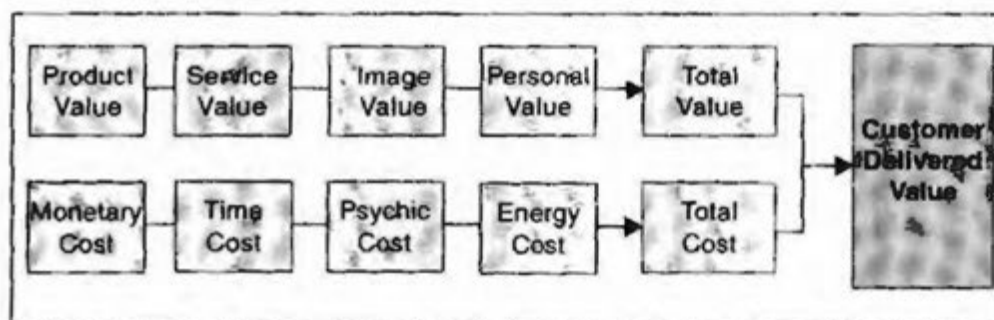 Product
Value
Service
Value
Image
Value
Personal
Value
Total
Value
Customer
Delivered
Value
Monetary
Cost
Time
Cost
Psychic
Cost
Energy
Cost
Total
Cost